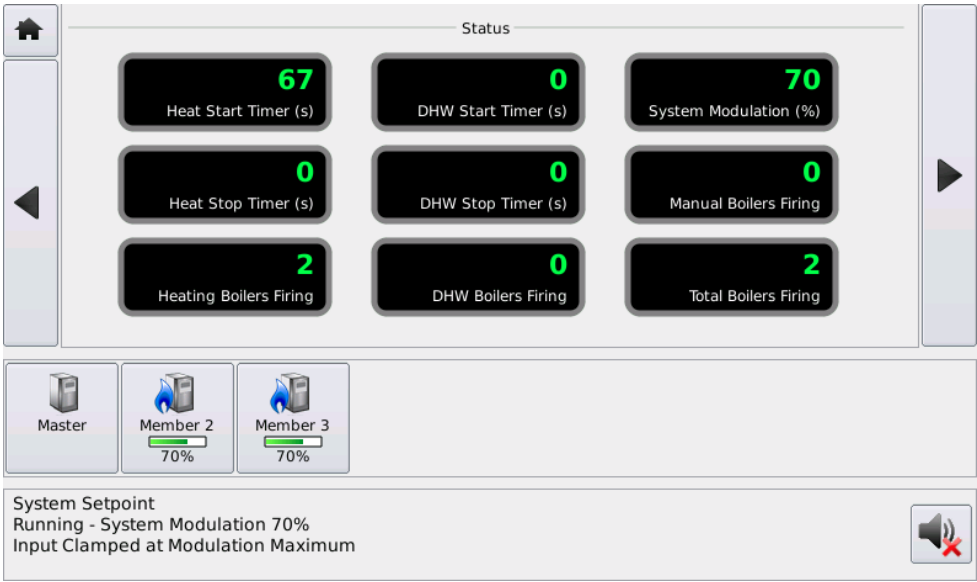 Status
67
Heat Start Timer (s)
0
DHW Start Timer (s)
70
System Modulation (%)
0
Heat Stop Timer (s)
0
DHW Stop Timer (s)
0
Manual Boilers Firing
2
Heating Boilers Firing
0
DHW Boilers Firing
2
Total Boilers Firing
Master
Member 2
70%
Member 3
70%
System Setpoint
Running - System Modulation 70%
Input Clamped at Modulation Maximum